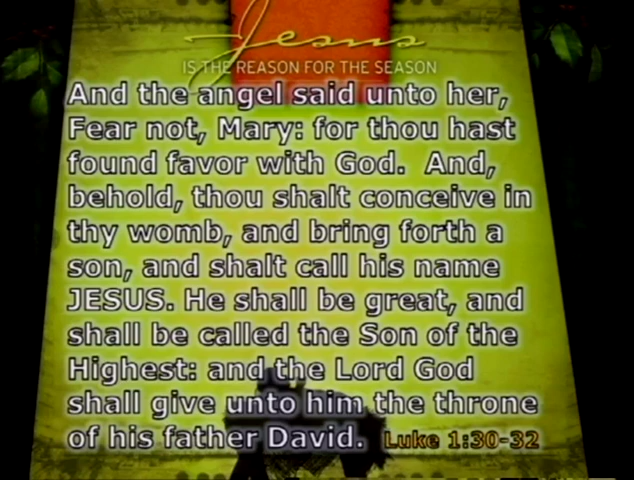 Jesus
IS THE REASON FOR THE SEASON
And the angel said unto her,
Fear not, Mary: for thou hast
found favor with God. And,
behold, thou shalt conceive in
thy womb, and bring forth a
son, and shalt call his name
JESUS. He shall be great, and
shall be called the Son of the
Highest: and the Lord God
shall give unto him the throne
of his father David. Luke 1:30-32